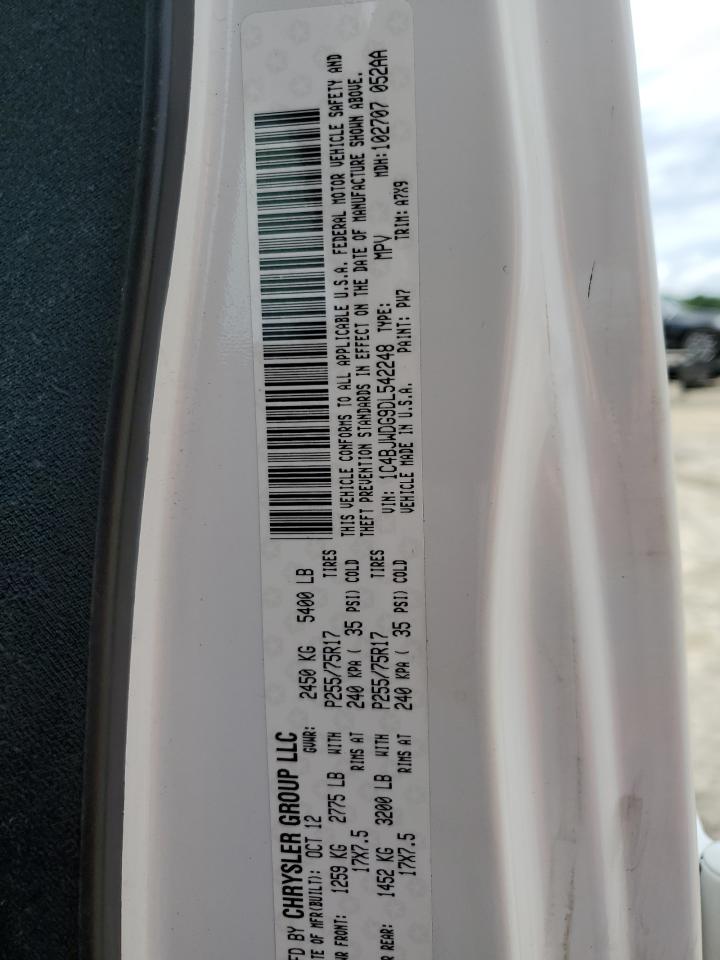 FD BY CHRYSLER GROUP LLC
TE OF MFR(BUILT): OCT 12 GVWR: 2450 KG 5400 LB
WR FRONT: 1259 KG 2775 LB WITH P255/75R17 TIRES
17X7.5 RIMS AT 240 KPA ( 35 PSI) COLD
R REAR: 1452 KG 3200 LB WITH P255/75R17 TIRES
17X7.5 RIMS AT 240 KPA ( 35 PSI) COLD
THIS VEHICLE CONFORMS TO ALL APPLICABLE U.S.A. FEDERAL MOTOR VEHICLE SAFETY AND
THEFT PREVENTION STANDARDS IN EFFECT ON THE DATE OF MANUFACTURE SHOWN ABOVE.
VIN: 1C4BJWDG9DL542248 TYPE: MPV MDH:102707 052AA
VEHICLE MADE IN U.S.A. PAINT: PW7 TRIM: A7X9